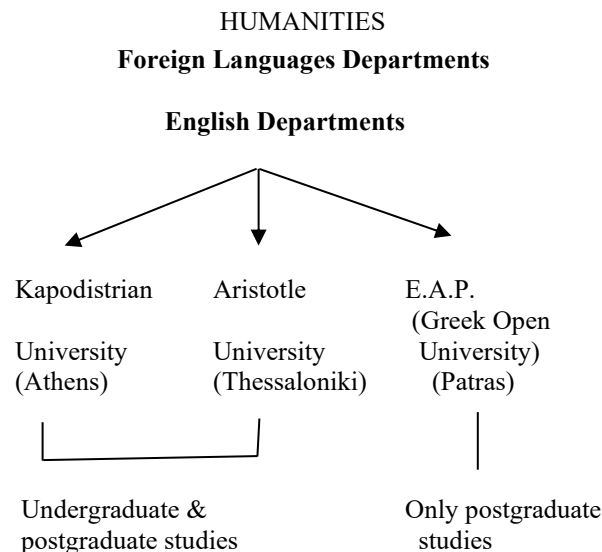 HUMANITIES
Foreign Languages Departments
English Departments
Kapodistrian
University
(Athens)
Aristotle
University
(Thessaloniki)
E.A.P.
(Greek Open
University)
(Patras)
Undergraduate &
postgraduate studies
Only postgraduate
studies